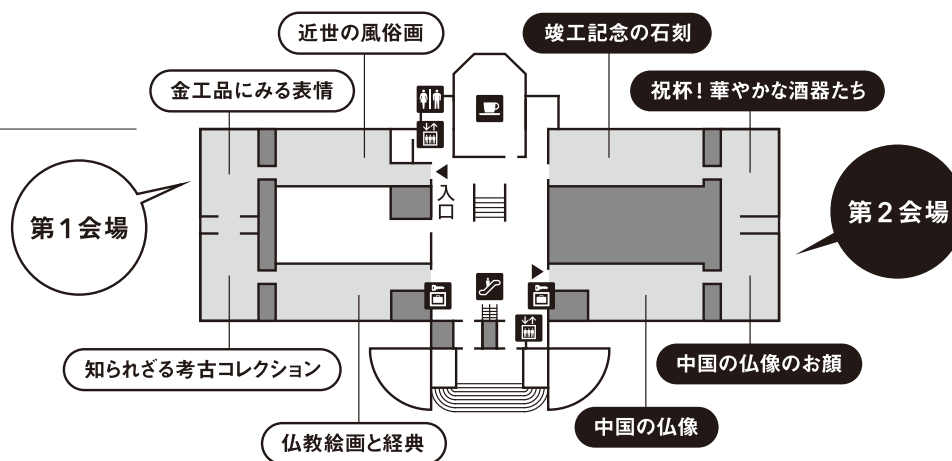 近世の風俗画
竣工記念の石刻
金工品にみる表情
祝杯!華やかな酒器たち
入口
第1会場
第2会場
知られざる考古コレクション
中国の仏像のお顔
仏教絵画と経典
中国の仏像